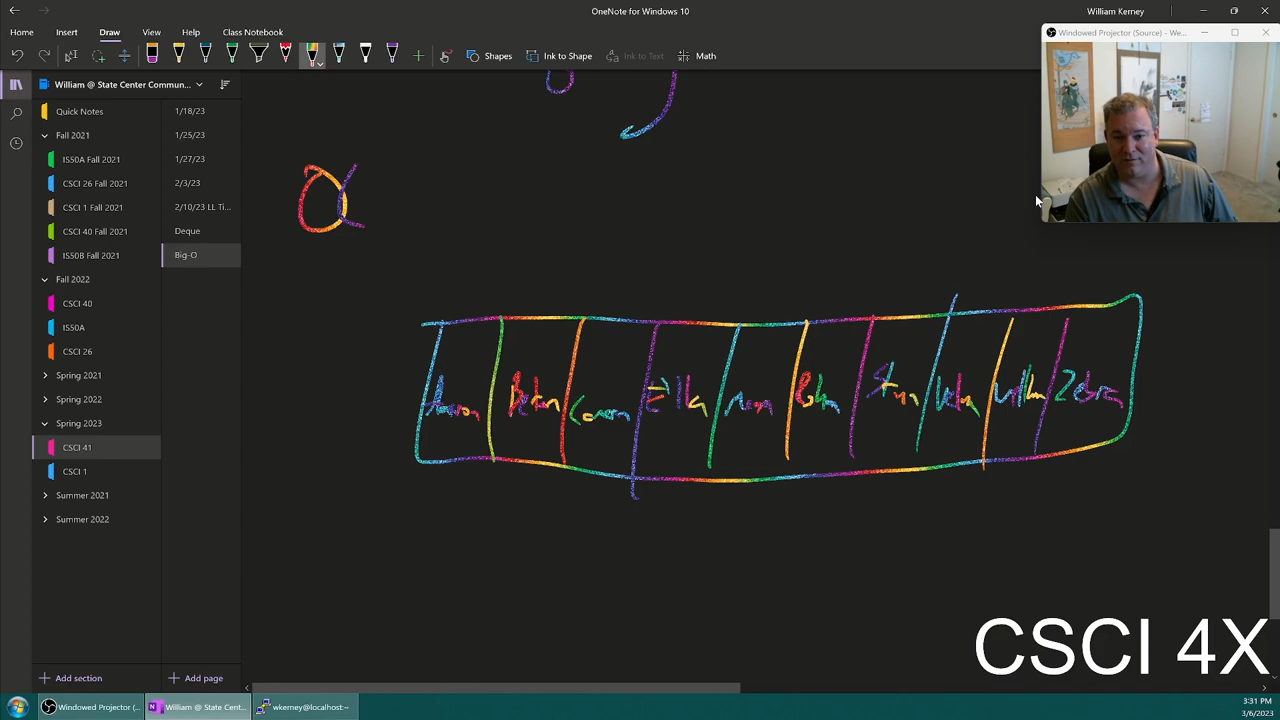 OneNote for Windows 10
William Kerney
Home Insert Draw View Help Class Notebook
Windowed Projector (Source) - We...
Shapes Ink to Shape Ink to Text Math
William @ State Center Commun...
Quick Notes 1/18/23
Fall 2021 1/25/23
IS50A Fall 2021 1/27/23
CSCI 26 Fall 2021 2/3/23
CSCI 1 Fall 2021 2/10/23 LL Ti...
CSCI 40 Fall 2021 Deque
IS50B Fall 2021 Big-O
Fall 2022
CSCI 40
IS50A
CSCI 26
Spring 2021
Spring 2022
Spring 2023
CSCI 41
CSCI 1
Summer 2021
Summer 2022
Aaron
CSCI 4X
Add section Add page
Windowed Projector (... William @ State Cent... wkerney@localhost:~
3:31 PM
3/6/2023